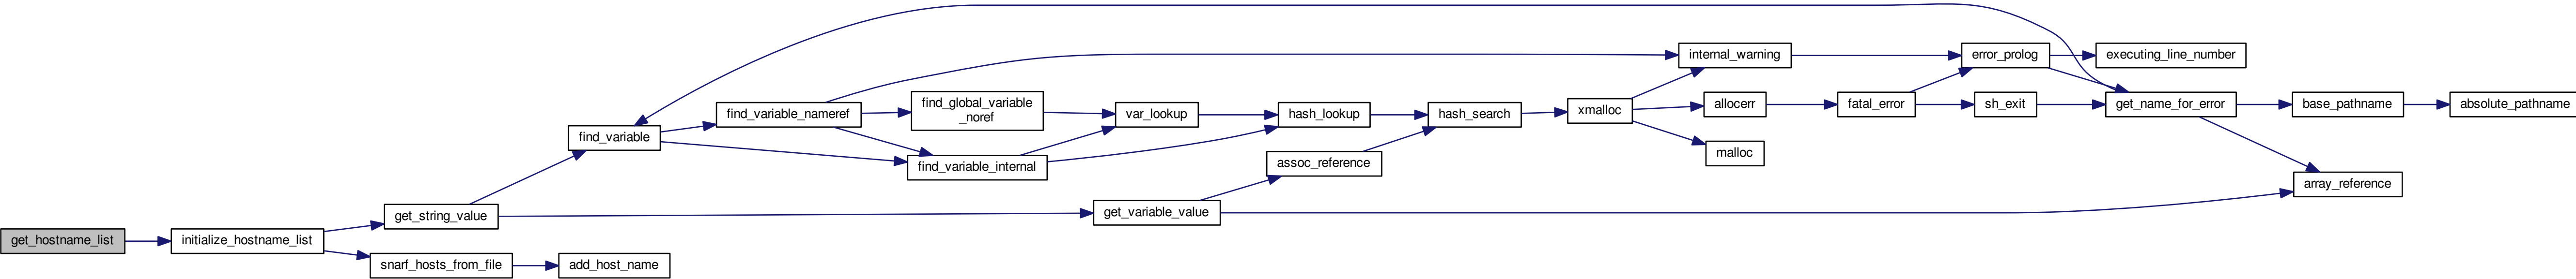 get_hostname_list
initialize_hostname_list
get_string_value
snarf_hosts_from_file
find_variable
add_host_name
find_variable_nameref
find_global_variable
_noref
find_variable_internal
get_variable_value
var_lookup
assoc_reference
hash_lookup
hash_search
xmalloc
internal_warning
allocerr
malloc
fatal_error
error_prolog
sh_exit
executing_line_number
get_name_for_error
base_pathname
array_reference
absolute_pathname